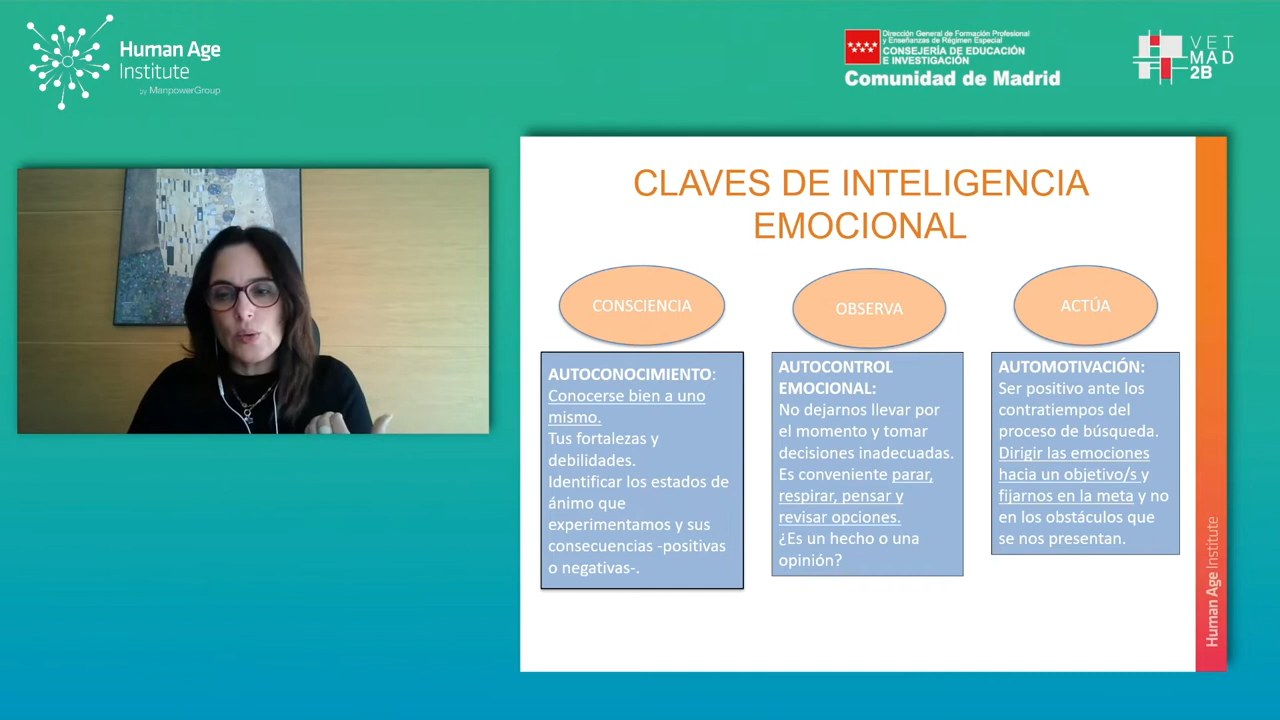 Human Age
Institute
BY ManpowerGroup
Dirección General de Formación Profesional
y Enseñanzas de Régimen Especial
CONSEJERÍA DE EDUCACIÓN
E INVESTIGACIÓN
Comunidad de Madrid
VET
MAD
2B
CLAVES DE INTELIGENCIA
EMOCIONAL
CONSCIENCIA
AUTOCONOCIMIENTO:
Conocerse bien a uno
mismo.
Tus fortalezas y
debilidades.
Identificar los estados de
ánimo que
experimentamos y sus
consecuencias -positivas
o negativas-.
OBSERVA
AUTOCONTROL
EMOCIONAL:
No dejarnos llevar por
el momento y tomar
decisiones inadecuadas.
Es conveniente parar,
respirar, pensar y
revisar opciones.
¿Es un hecho o una
opinión?
ACTÚA
AUTOMOTIVACIÓN:
Ser positivo ante los
contratiempos del
proceso de búsqueda.
Dirigir las emociones
hacia un objetivo/s y
fijarnos en la meta y no
en los obstáculos que
se nos presentan.
Human Age Institute